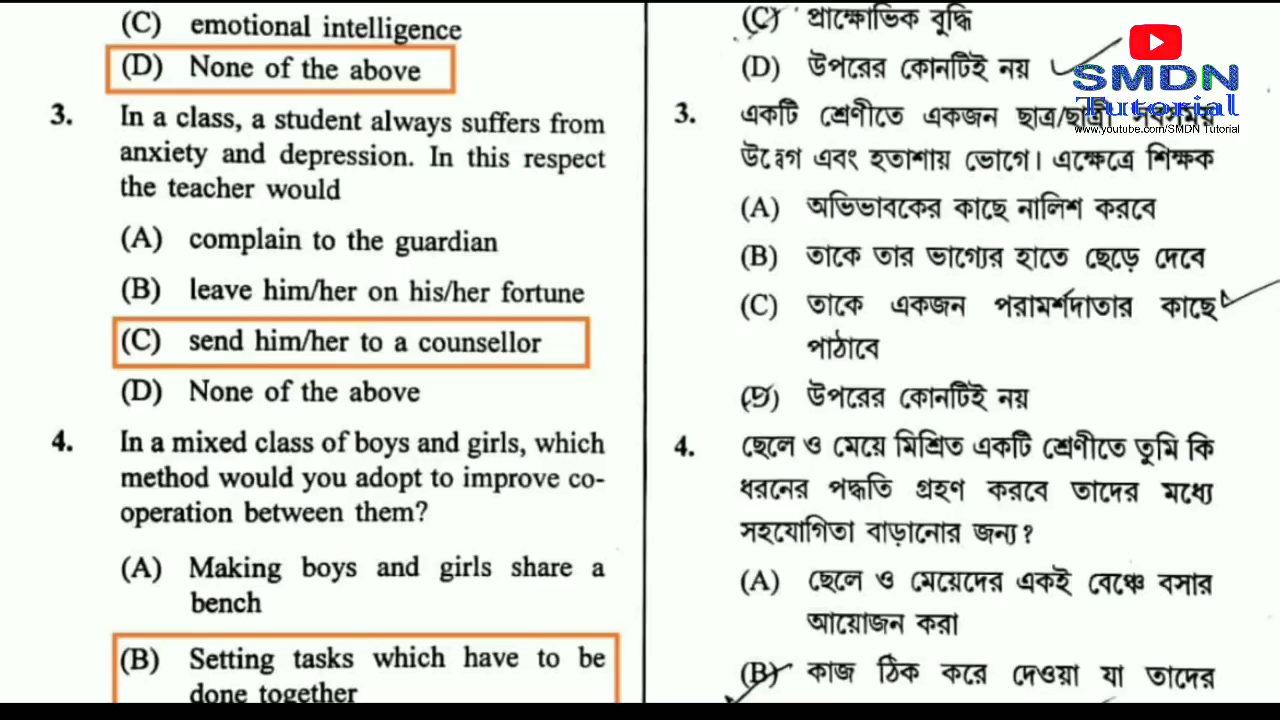 (C) emotional intelligence
(D) None of the above
3. In a class, a student always suffers from
anxiety and depression. In this respect
the teacher would
(A) complain to the guardian
(B) leave him/her on his/her fortune
(C) send him/her to a counsellor
(D) None of the above
4. In a mixed class of boys and girls, which
method would you adopt to improve co-
operation between them?
(A) Making boys and girls share a
bench
(B) Setting tasks which have to be
done together
(C) প্রাক্ষোভিক বুদ্ধি
(D) উপরের কোনটিই নয়
SMDN
Tutorial
www.youtube.com/SMDN Tutorial
3. একটি শ্রেণীতে একজন ছাত্র/ছাত্রী সবসময়
উদ্বেগ এবং হতাশায় ভোগে। এক্ষেত্রে শিক্ষক
(A) অভিভাবকের কাছে নালিশ করবে
(B) তাকে তার ভাগ্যের হাতে ছেড়ে দেবে
(C) তাকে একজন পরামর্শদাতার কাছে
পাঠাবে
(D) উপরের কোনটিই নয়
4. ছেলে ও মেয়ে মিশ্রিত একটি শ্রেণীতে তুমি কি
ধরনের পদ্ধতি গ্রহণ করবে তাদের মধ্যে
সহযোগিতা বাড়ানোর জন্য?
(A) ছেলে ও মেয়েদের একই বেঞ্চে বসার
আয়োজন করা
(B) কাজ ঠিক করে দেওয়া যা তাদের